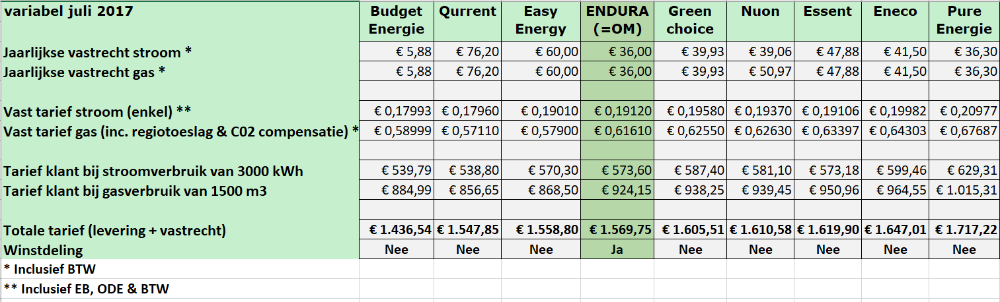 variabel juli 2017 Budget Energie Qurrent Easy Energy ENDURA (=OM) Green choice Nuon Essent Eneco Pure Energie
Jaarlijkse vastrecht stroom * € 5,88 € 76,20 € 60,00 € 36,00 € 39,93 € 39,06 € 47,88 € 41,50 € 36,30
Jaarlijkse vastrecht gas * € 5,88 € 76,20 € 60,00 € 36,00 € 39,93 € 50,97 € 47,88 € 41,50 € 36,30
Vast tarief stroom (enkel) ** € 0,17993 € 0,17960 € 0,19010 € 0,19120 € 0,19580 € 0,19370 € 0,19106 € 0,19982 € 0,20977
Vast tarief gas (inc. regiotoeslag & C02 compensatie) * € 0,58999 € 0,57110 € 0,57900 € 0,61610 € 0,62550 € 0,62630 € 0,63397 € 0,64303 € 0,67687
Tarief klant bij stroomverbruik van 3000 kWh € 539,79 € 538,80 € 570,30 € 573,60 € 587,40 € 581,10 € 573,18 € 599,46 € 629,31
Tarief klant bij gasverbruik van 1500 m3 € 884,99 € 856,65 € 868,50 € 924,15 € 938,25 € 939,45 € 950,96 € 964,55 € 1.015,31
Totale tarief (levering + vastrecht) € 1.436,54 € 1.547,85 € 1.558,80 € 1.569,75 € 1.605,51 € 1.610,58 € 1.619,90 € 1.647,01 € 1.717,22
Winstdeling Nee Nee Nee Ja Nee Nee Nee Nee Nee
* Inclusief BTW
** Inclusief EB, ODE & BTW